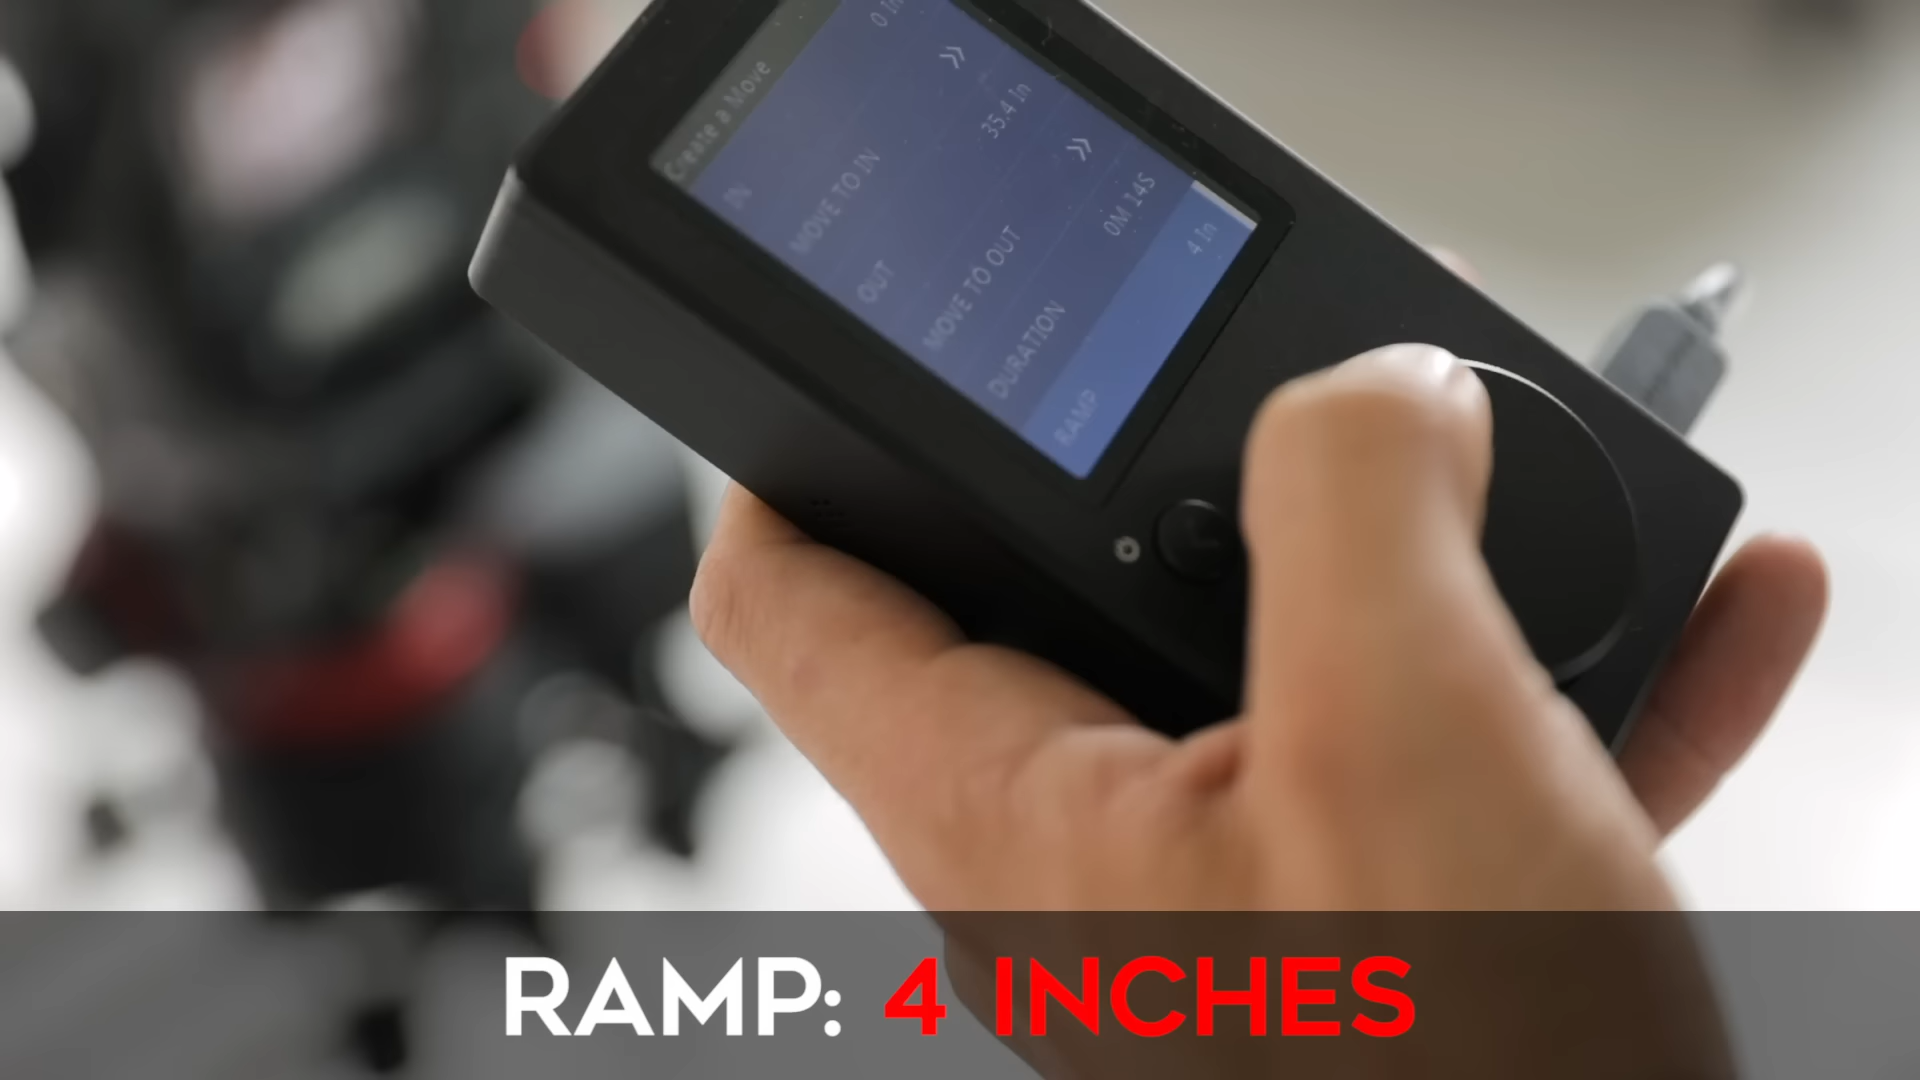 Create a Move
IN 0 In
MOVE TO IN »
OUT 35.4 In
MOVE TO OUT »
DURATION 0M 14S
RAMP 4 In
RAMP: 4 INCHES